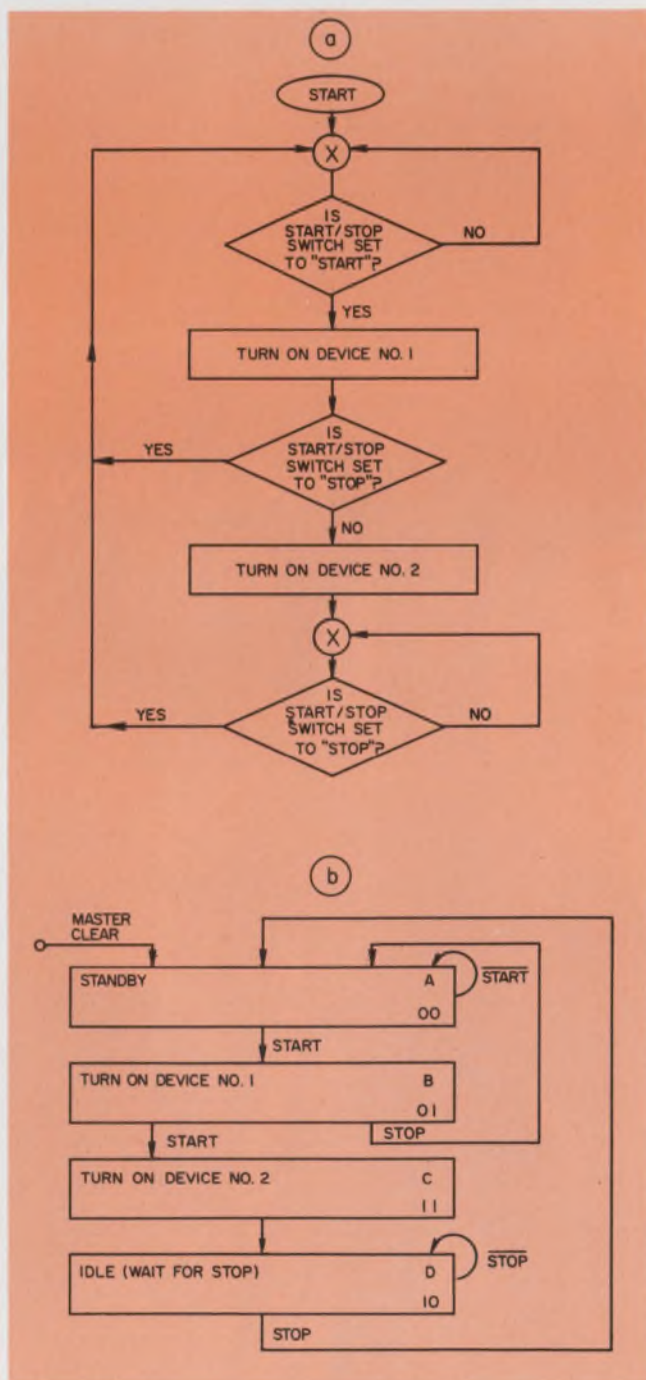 a
START
X
IS
START/STOP
SWITCH SET
TO "START"?
NO
YES
TURN ON DEVICE NO. 1
IS
START/STOP
SWITCH SET
TO "STOP"?
YES
NO
TURN ON DEVICE NO. 2
X
IS
START/STOP
SWITCH SET
TO "STOP"?
YES
NO
b
MASTER
CLEAR
STANDBY A
00
S̅T̅A̅R̅T̅
START
TURN ON DEVICE NO. 1 B
01
START
STOP
TURN ON DEVICE NO. 2 C
11
IDLE (WAIT FOR STOP) D
10
S̅T̅O̅P̅
STOP